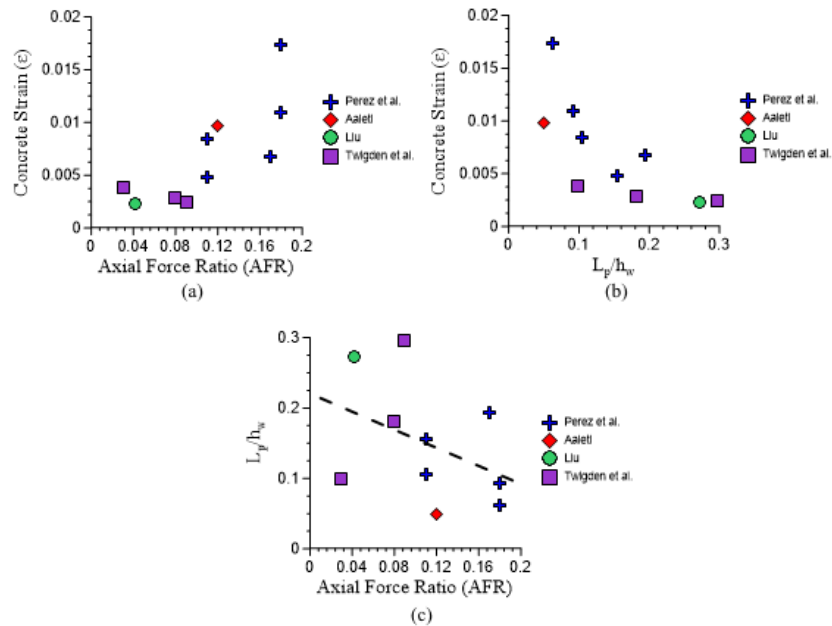 0.02
0.015
0.01
0.005
0
Concrete Strain (ε)
0 0.04 0.08 0.12 0.16 0.2
Axial Force Ratio (AFR)
(a)
Perez et al.
Aaleti
Liu
Twigden et al.
0.02
0.015
0.01
0.005
0
Concrete Strain (ε)
0 0.1 0.2 0.3
Lp/hw
(b)
Perez et al.
Aaleti
Liu
Twigden et al.
0.3
0.2
0.1
0
Lp/hw
0 0.04 0.08 0.12 0.16 0.2
Axial Force Ratio (AFR)
(c)
Perez et al.
Aaleti
Liu
Twigden et al.